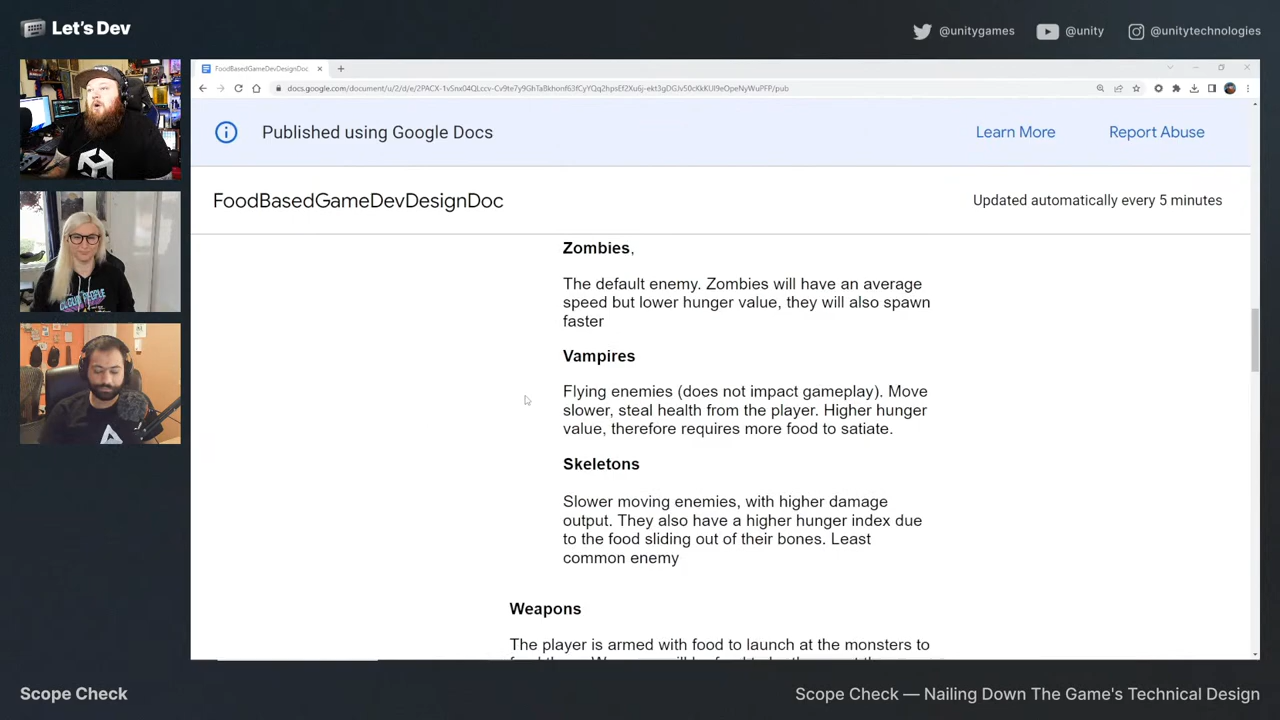 Let's Dev
@unitygames
@unity
@unitytechnologies
FoodBasedGameDevDesignDoc
Published using Google Docs
Learn More
Report Abuse
FoodBasedGameDevDesignDoc
Updated automatically every 5 minutes
Zombies,
The default enemy. Zombies will have an average
speed but lower hunger value, they will also spawn
faster
Vampires
Flying enemies (does not impact gameplay). Move
slower, steal health from the player. Higher hunger
value, therefore requires more food to satiate.
Skeletons
Slower moving enemies, with higher damage
output. They also have a higher hunger index due
to the food sliding out of their bones. Least
common enemy
Weapons
The player is armed with food to launch at the monsters to
CLOUD PEOPLE
Scope Check
Scope Check — Nailing Down The Game's Technical Design